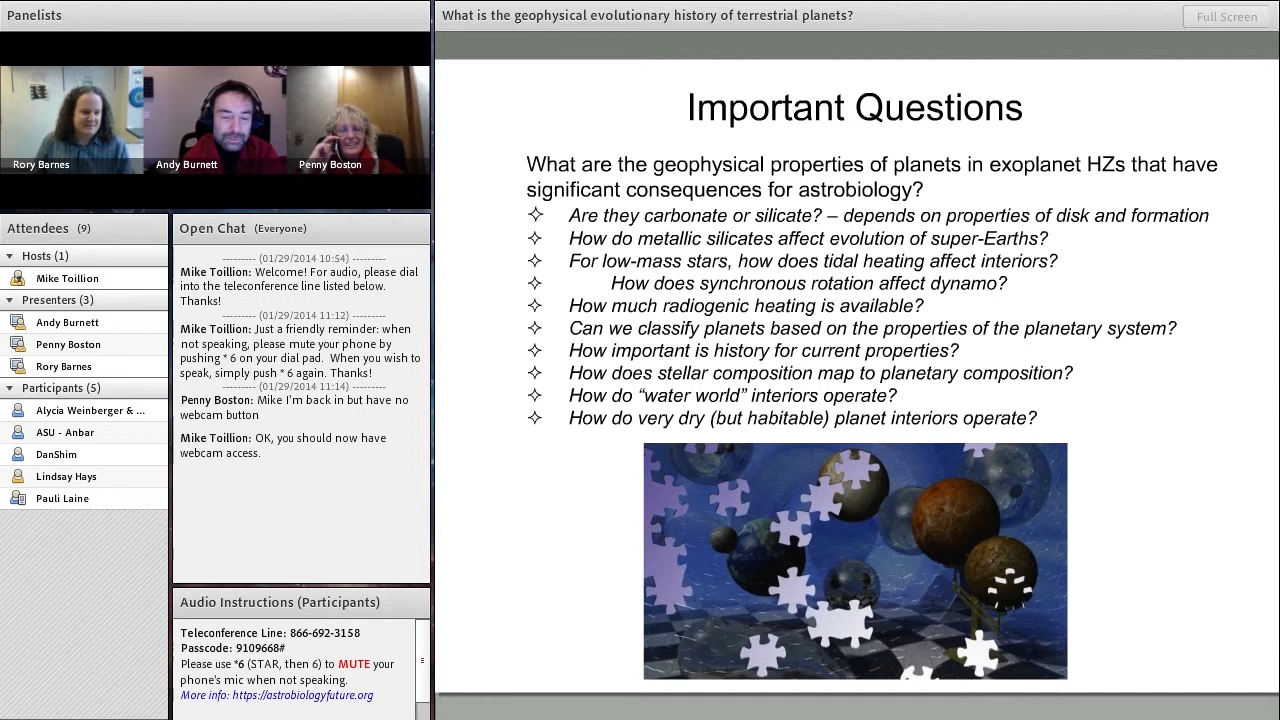 Panelists
Rory Barnes
Andy Burnett
Penny Boston
Attendees (9)
Hosts (1)
Mike Toillion
Presenters (3)
Andy Burnett
Penny Boston
Rory Barnes
Participants (5)
Alycia Weinberger & ...
ASU - Anbar
DanShim
Lindsay Hays
Pauli Laine
Open Chat (Everyone)
--------- (01/29/2014 10:54) ---------
Mike Toillion: Welcome! For audio, please dial
into the teleconference line listed below.
Thanks!
--------- (01/29/2014 11:12) ---------
Mike Toillion: Just a friendly reminder: when
not speaking, please mute your phone by
pushing * 6 on your dial pad. When you wish to
speak, simply push * 6 again. Thanks!
--------- (01/29/2014 11:14) ---------
Penny Boston: Mike I'm back in but have no
webcam button
Mike Toillion: OK, you should now have
webcam access.
Audio Instructions (Participants)
Teleconference Line: 866-692-3158
Passcode: 9109668#
Please use *6 (STAR, then 6) to MUTE your
phone's mic when not speaking.
More info: https://astrobiologyfuture.org
What is the geophysical evolutionary history of terrestrial planets?
Full Screen
Important Questions
What are the geophysical properties of planets in exoplanet HZs that have
significant consequences for astrobiology?
✧ Are they carbonate or silicate? – depends on properties of disk and formation
✧ How do metallic silicates affect evolution of super-Earths?
✧ For low-mass stars, how does tidal heating affect interiors?
✧ How does synchronous rotation affect dynamo?
✧ How much radiogenic heating is available?
✧ Can we classify planets based on the properties of the planetary system?
✧ How important is history for current properties?
✧ How does stellar composition map to planetary composition?
✧ How do “water world” interiors operate?
✧ How do very dry (but habitable) planet interiors operate?